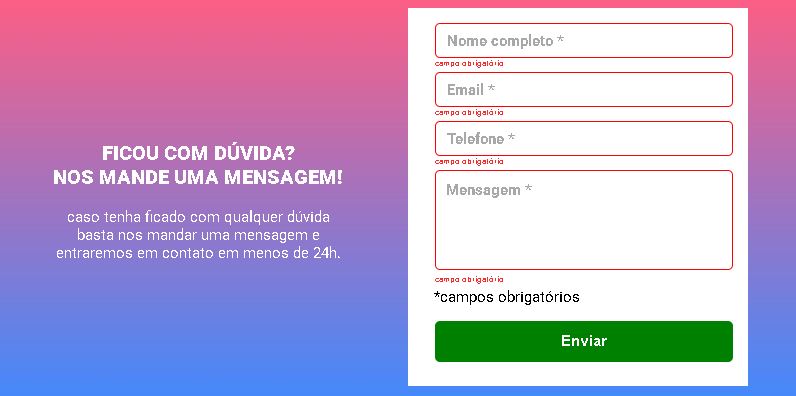 FICOU COM DÚVIDA?
NOS MANDE UMA MENSAGEM!
caso tenha ficado com qualquer dúvida
basta nos mandar uma mensagem e
entraremos em contato em menos de 24h.
Nome completo *
campo obrigatório
Email *
campo obrigatório
Telefone *
campo obrigatório
Mensagem *
campo obrigatório
*campos obrigatórios
Enviar